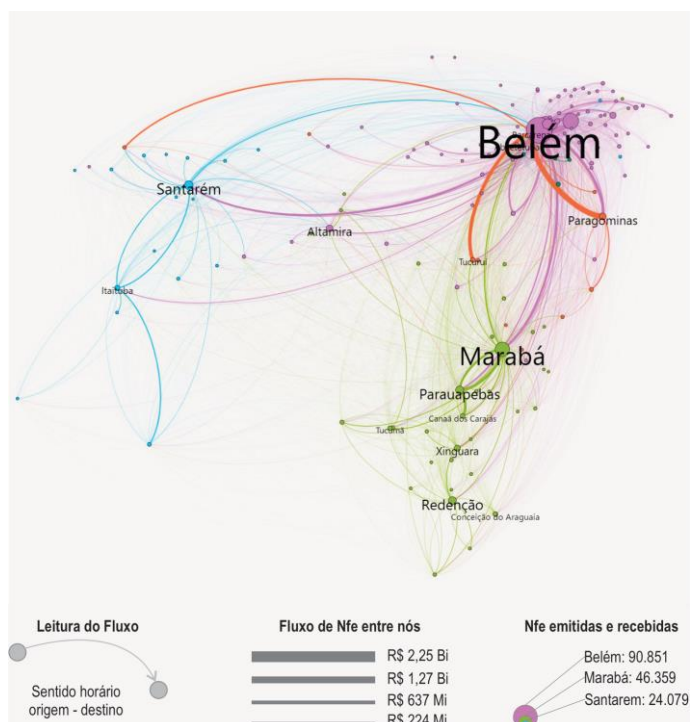 Belém
Santarém
Paragominas
Altamira
Tucuruí
Itaituba
Marabá
Parauapebas
Canaã dos Carajás
Tucumã
Xinguara
Redenção
Conceição do Araguaia
Leitura do Fluxo
Sentido horário
origem - destino
Fluxo de Nfe entre nós
R$ 2,25 Bi
R$ 1,27 Bi
R$ 637 Mi
R$ 224 Mi
Nfe emitidas e recebidas
Belém: 90.851
Marabá: 46.359
Santarem: 24.079